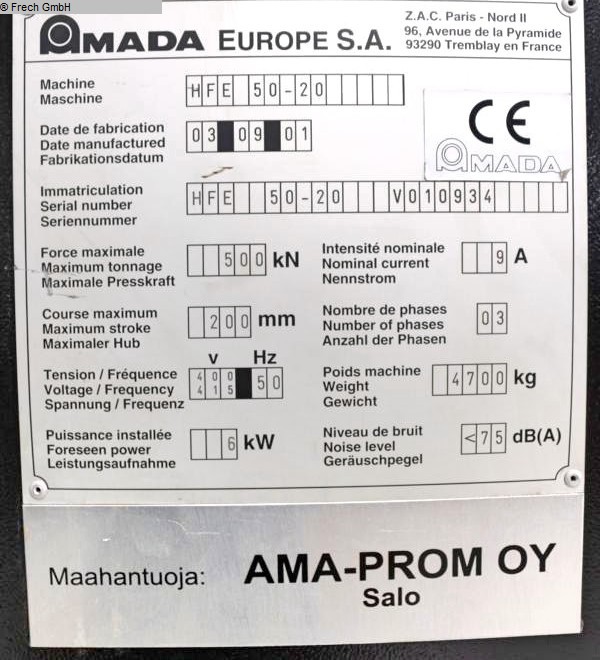 © Frech GmbH
AMADA EUROPE S.A.
Z.A.C. Paris - Nord II
96, Avenue de la Pyramide
93290 Tremblay en France
Machine
Maschine
HFE 50-20
Date de fabrication
Date manufactured
Fabrikationsdatum
03 09 01
CE
AMADA
Immatriculation
Serial number
Seriennummer
HFE 50-20 V010934
Force maximale
Maximum tonnage
Maximale Presskraft
500 kN
Intensité nominale
Nominal current
Nennstrom
9 A
Course maximum
Maximum stroke
Maximaler Hub
200 mm
Nombre de phases
Number of phases
Anzahl der Phasen
03
Tension / Fréquence
Voltage / Frequency
Spannung / Frequenz
V Hz
400
415 50
Poids machine
Weight
Gewicht
4700 kg
Puissance installée
Foreseen power
Leistungsaufnahme
6 kW
Niveau de bruit
Noise level
Geräuschpegel
<75 dB(A)
Maahantuoja: AMA-PROM OY
Salo